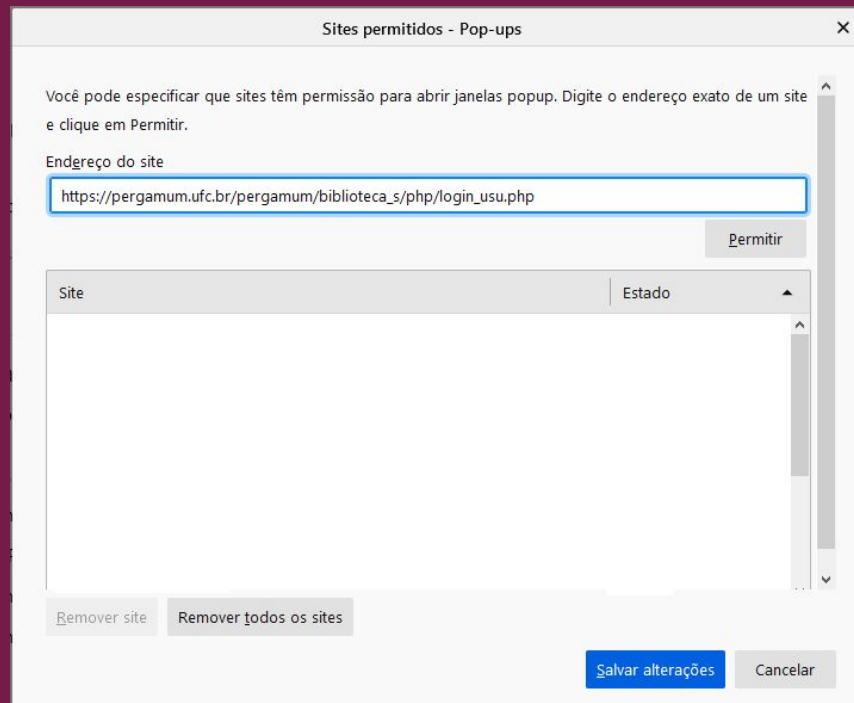 Sites permitidos - Pop-ups
Você pode especificar que sites têm permissão para abrir janelas popup. Digite o endereço exato de um site
e clique em Permitir.
Endereço do site
https://pergamum.ufc.br/pergamum/biblioteca_s/php/login_usu.php
Permitir
Site Estado
Remover site Remover todos os sites
Salvar alterações Cancelar